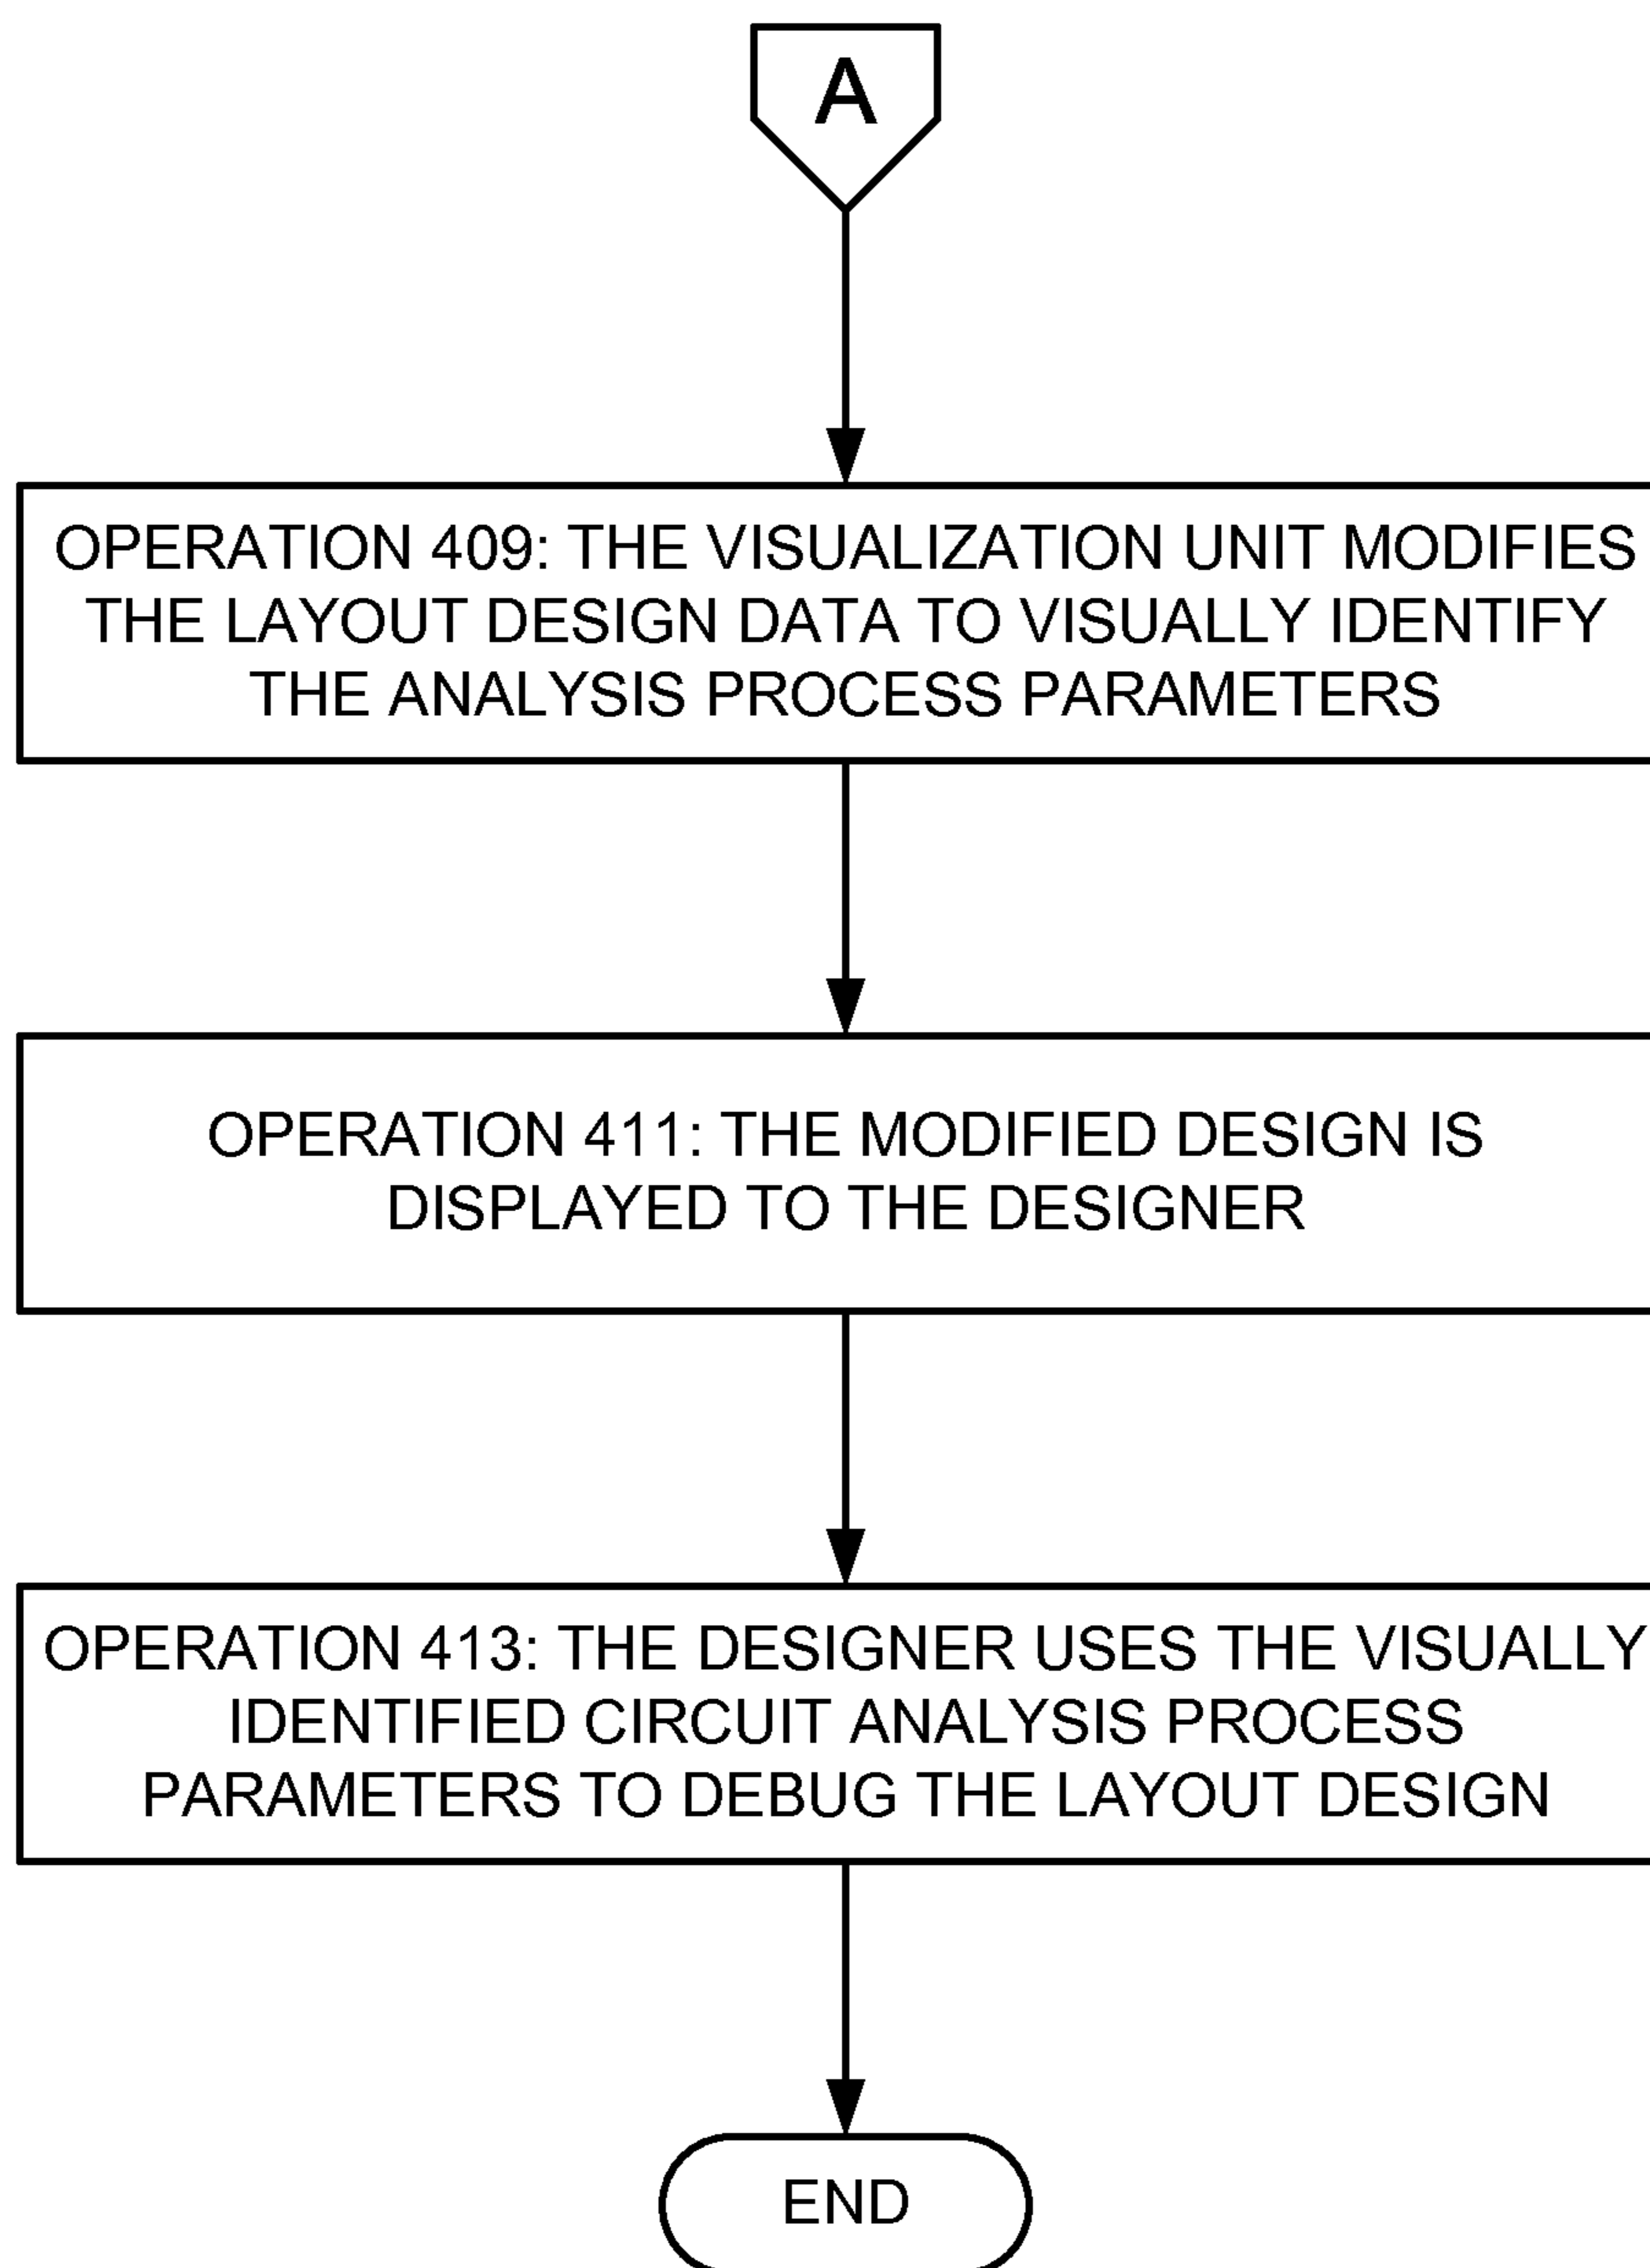 A
OPERATION 409: THE VISUALIZATION UNIT MODIFIES
THE LAYOUT DESIGN DATA TO VISUALLY IDENTIFY
THE ANALYSIS PROCESS PARAMETERS
OPERATION 411: THE MODIFIED DESIGN IS
DISPLAYED TO THE DESIGNER
OPERATION 413: THE DESIGNER USES THE VISUALLY
IDENTIFIED CIRCUIT ANALYSIS PROCESS
PARAMETERS TO DEBUG THE LAYOUT DESIGN
END